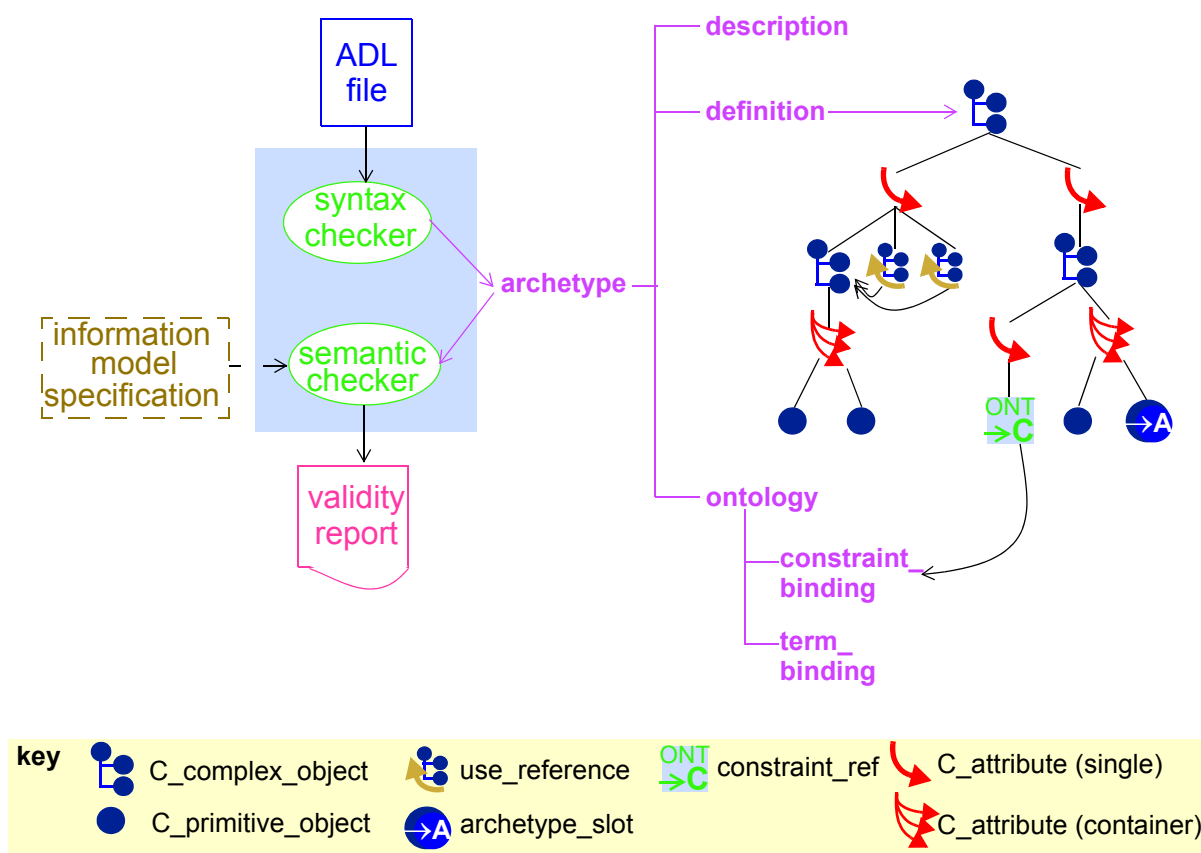 ADL
file
syntax
checker
information
model
specification
semantic
checker
validity
report
archetype
description
definition
ONT
→C
→A
ontology
constraint_
binding
term_
binding
key
C_complex_object
use_reference
ONT
→C
constraint_ref
C_attribute (single)
C_primitive_object
→A
archetype_slot
C_attribute (container)